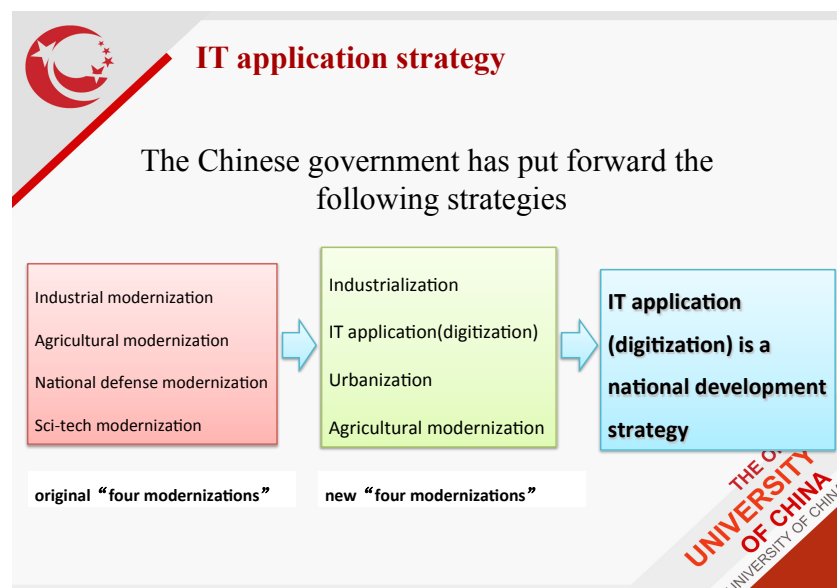 IT application strategy
The Chinese government has put forward the
following strategies
Industrial modernization
Agricultural modernization
National defense modernization
Sci-tech modernization
Industrialization
IT application(digitization)
Urbanization
Agricultural modernization
IT application
(digitization) is a
national development
strategy
original “four modernizations”
new “four modernizations”
THE O
UNIVERSITY
OF CHINA
UNIVERSITY OF CHIN